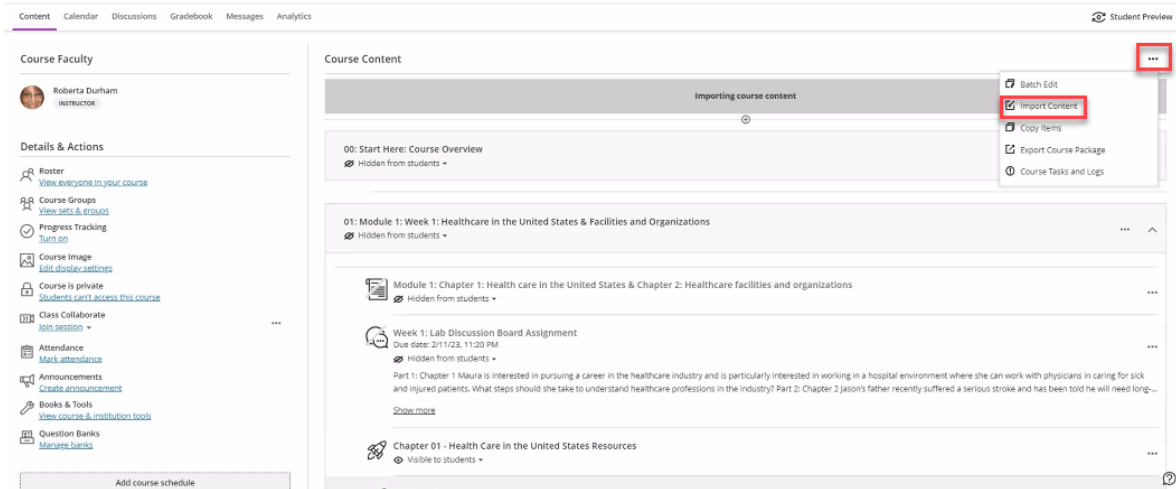 Content Calendar Discussions Gradebook Messages Analytics
Student Preview
Course Faculty
Roberta Durham
INSTRUCTOR
Details & Actions
Roster
View everyone in your course
Course Groups
View sets & groups
Progress Tracking
Turn on
Course Image
Edit display settings
Course is private
Students can't access this course
Class Collaborate
Join session
Attendance
Mark attendance
Announcements
Create announcement
Books & Tools
View course & institution tools
Question Banks
Manage banks
Add course schedule
Course Content
Importing course content
Batch Edit
Import Content
Copy Items
Export Course Package
Course Tasks and Logs
00: Start Here: Course Overview
Hidden from students
01: Module 1: Week 1: Healthcare in the United States & Facilities and Organizations
Hidden from students
Module 1: Chapter 1: Health care in the United States & Chapter 2: Healthcare facilities and organizations
Hidden from students
Week 1: Lab Discussion Board Assignment
Due date: 2/11/23, 11:20 PM
Hidden from students
Part 1: Chapter 1 Maura is interested in pursuing a career in the healthcare industry and is particularly interested in working in a hospital environment where she can work with physicians in caring for sick
and injured patients. What steps should she take to understand healthcare professions in the industry? Part 2: Chapter 2 Jason's father recently suffered a serious stroke and has been told he will need long-...
Show more
Chapter 01 - Health Care in the United States Resources
Visible to students